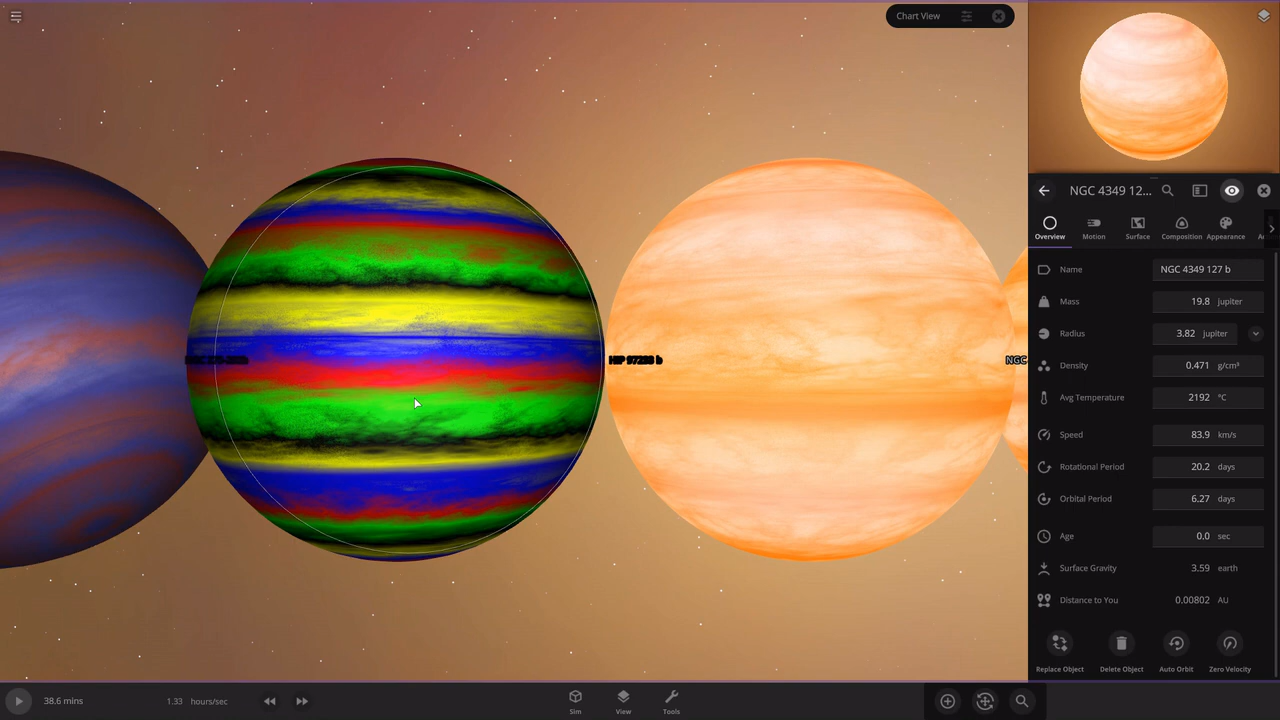 Chart View
NGC 4349 12...
Overview
Motion
Surface
Composition
Appearance
Name
NGC 4349 127 b
Mass
19.8 jupiter
Radius
3.82 jupiter
Density
0.471 g/cm³
Avg Temperature
2192 °C
Speed
83.9 km/s
Rotational Period
20.2 days
Orbital Period
6.27 days
Age
0.0 sec
Surface Gravity
3.59 earth
Distance to You
0.00802 AU
Replace Object
Delete Object
Auto Orbit
Zero Velocity
NGC
38.6 mins
1.33 hours/sec
Sim
View
Tools